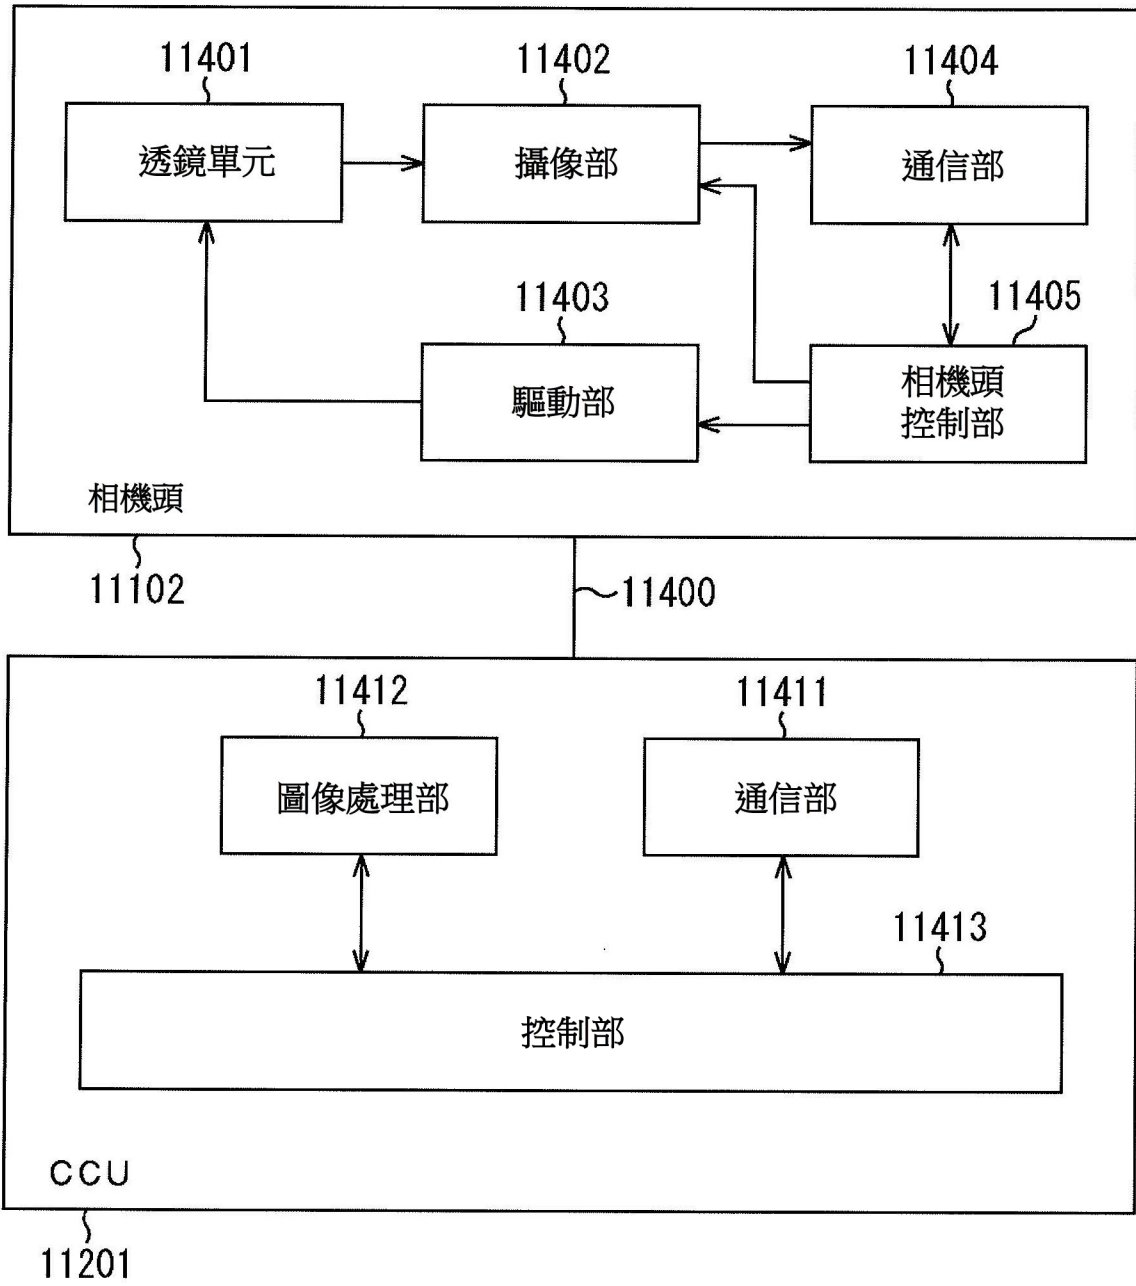 11401
11402
11404
透鏡單元
攝像部
通信部
11403
11405
驅動部
相機頭
控制部
相機頭
11102
11400
11412
11411
圖像處理部
通信部
11413
控制部
CCU
11201